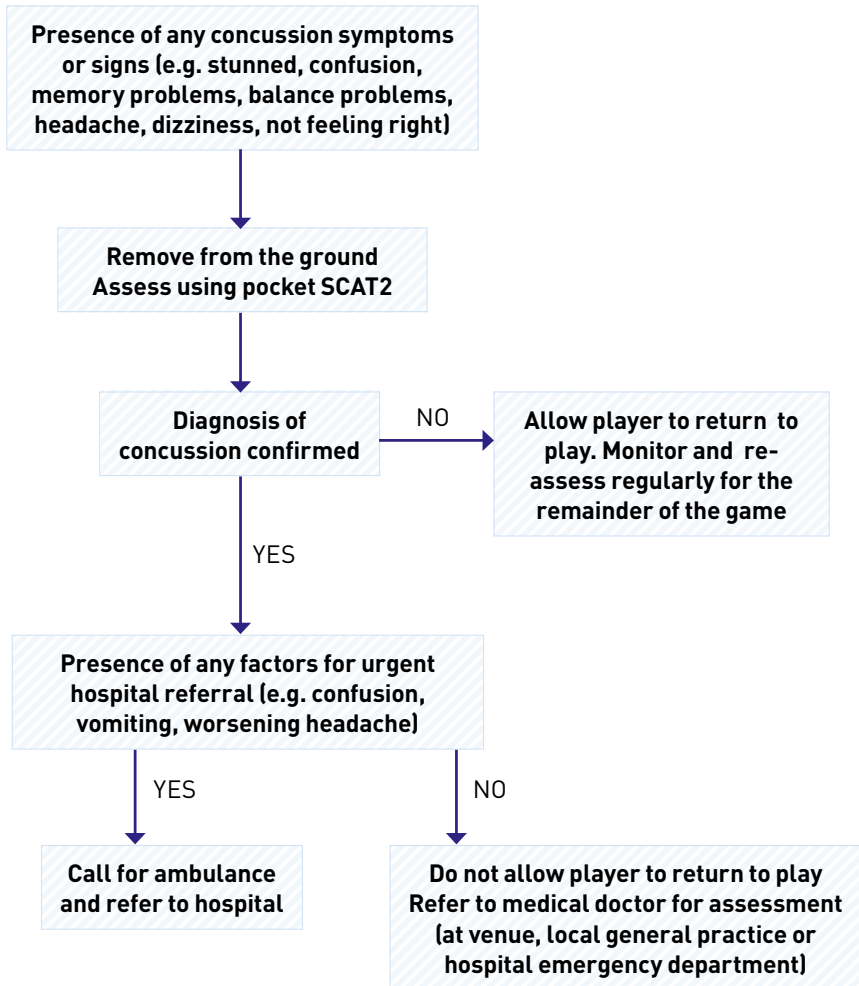 Presence of any concussion symptoms
or signs (e.g. stunned, confusion,
memory problems, balance problems,
headache, dizziness, not feeling right)
Remove from the ground
Assess using pocket SCAT2
Diagnosis of
concussion confirmed
NO
Allow player to return to
play. Monitor and re-
assess regularly for the
remainder of the game
YES
Presence of any factors for urgent
hospital referral (e.g. confusion,
vomiting, worsening headache)
YES
NO
Call for ambulance
and refer to hospital
Do not allow player to return to play
Refer to medical doctor for assessment
(at venue, local general practice or
hospital emergency department)